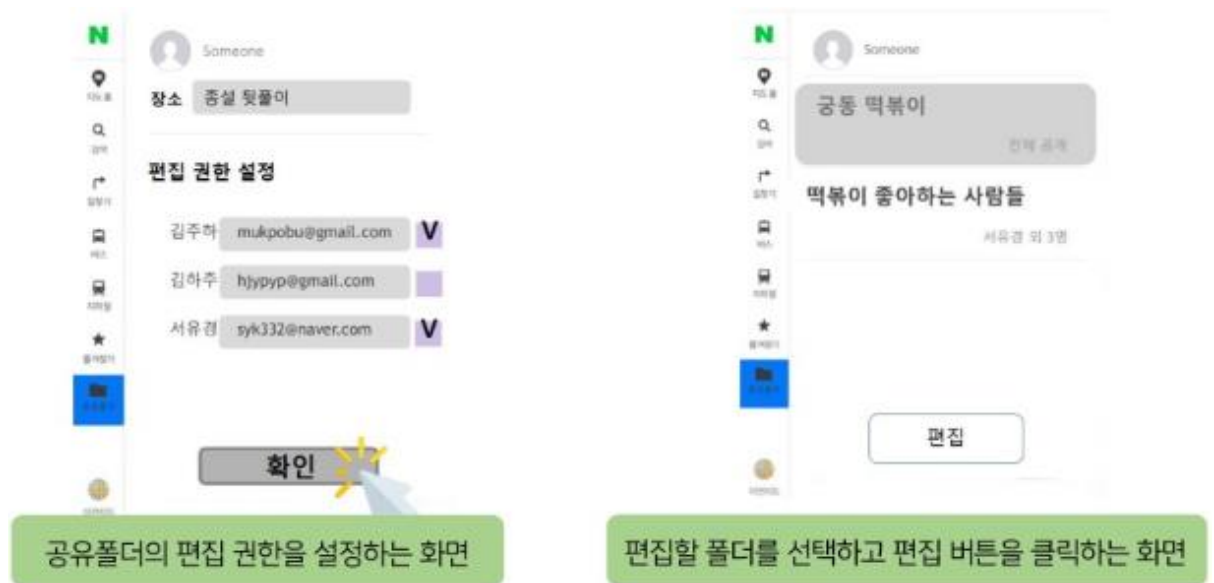 N
Someone
장소 종설 뒷풀이
편집 권한 설정
김주하 mukpobu@gmail.com V
김하주 hjypyp@gmail.com
서유경 syk332@naver.com V
확인
공유폴더의 편집 권한을 설정하는 화면
N
Someone
궁동 떡볶이
전체 공개
떡볶이 좋아하는 사람들
서유경 외 3명
편집
편집할 폴더를 선택하고 편집 버튼을 클릭하는 화면